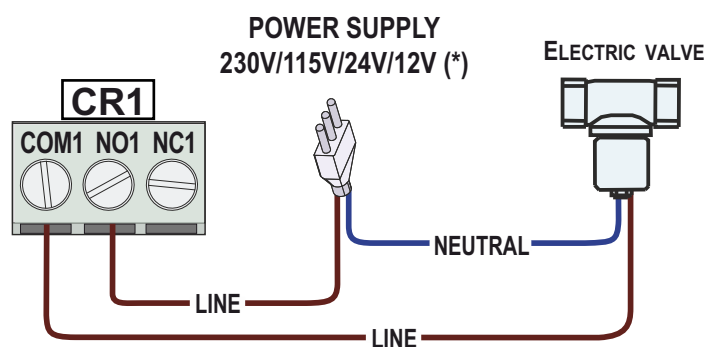 POWER SUPPLY
230V/115V/24V/12V (*)
ELECTRIC VALVE
CR1
COM1 NO1 NC1
NEUTRAL
LINE
LINE